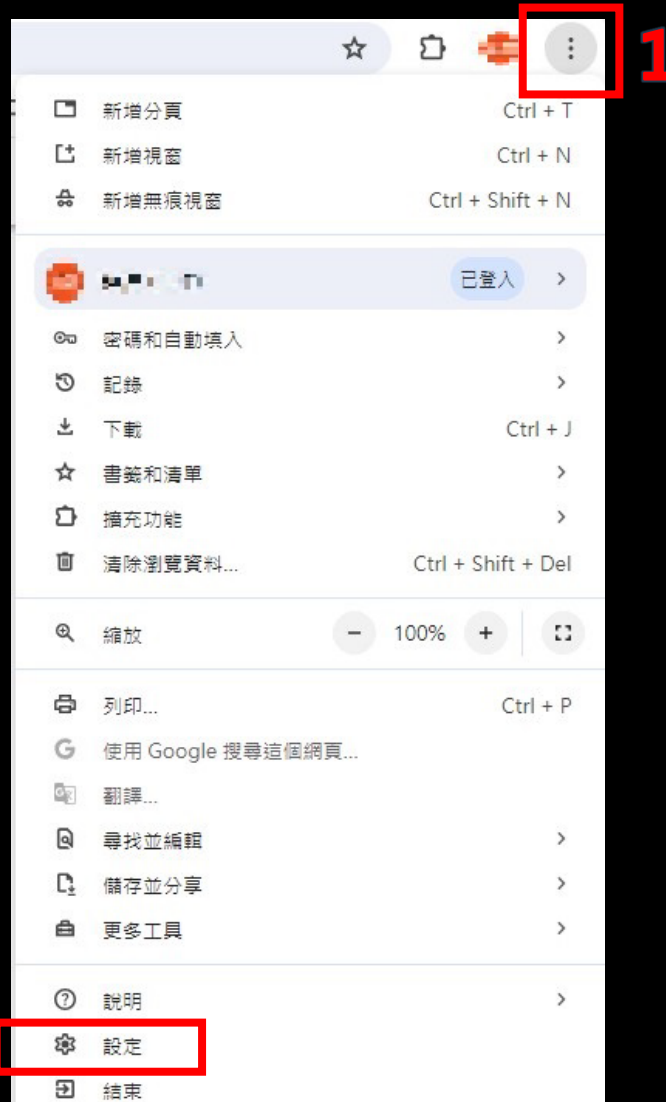 1
新增分頁 Ctrl + T
新增視窗 Ctrl + N
新增無痕視窗 Ctrl + Shift + N
已登入
密碼和自動填入
記錄
下載 Ctrl + J
書籤和清單
擴充功能
清除瀏覽資料... Ctrl + Shift + Del
縮放 − 100% +
列印... Ctrl + P
使用 Google 搜尋這個網頁...
翻譯...
尋找並編輯
儲存並分享
更多工具
說明
設定
結束